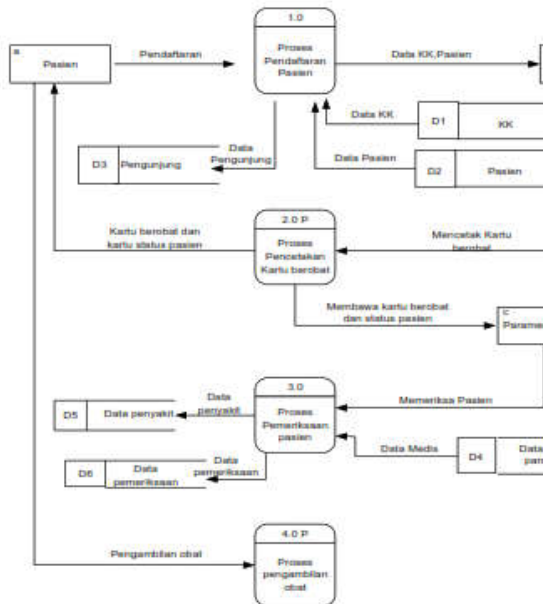 1.0
Proses
Pendaftaran
Pasien
a
Pasien
Pendaftaran
Data KK,Pasien
Data KK
D1
KK
Data Pasien
D2
Pasien
D3
Pengunjung
Data
Pengunjung
Kartu berobat dan
kartu status pasien
2.0 P
Proses
Pencetakan
Kartu berobat
Mencetak Kartu
berobat
Membawa kartu berobat
dan status pasien
c
3.0
Proses
Pemeriksaan
pasien
Memeriksa Pasien
D5
Data penyakit
Data
penyakit
Data Medis
D4
Data
D6
Data
pemeriksaan
Data
pemeriksaan
4.0 P
Proses
pengambilan
obat
Pengambilan obat